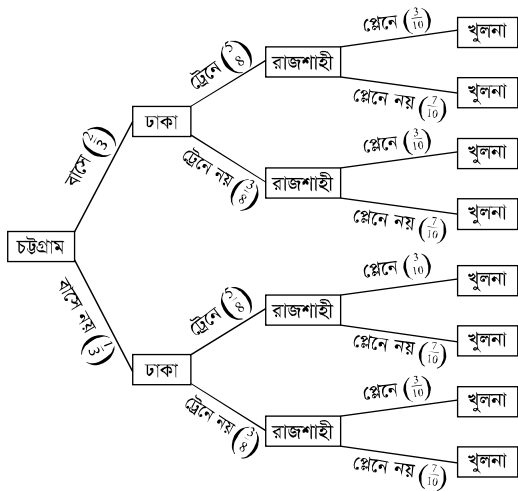 চট্টগ্রাম
বাসে (2/3)
ঢাকা
ট্রেনে (5/8)
রাজশাহী
প্লেনে (3/10)
খুলনা
প্লেনে নয় (7/10)
খুলনা
ট্রেনে নয় (3/8)
রাজশাহী
প্লেনে (3/10)
খুলনা
প্লেনে নয় (7/10)
খুলনা
বাসে নয় (1/3)
ঢাকা
ট্রেনে (5/8)
রাজশাহী
প্লেনে (3/10)
খুলনা
প্লেনে নয় (7/10)
খুলনা
ট্রেনে নয় (3/8)
রাজশাহী
প্লেনে (3/10)
খুলনা
প্লেনে নয় (7/10)
খুলনা